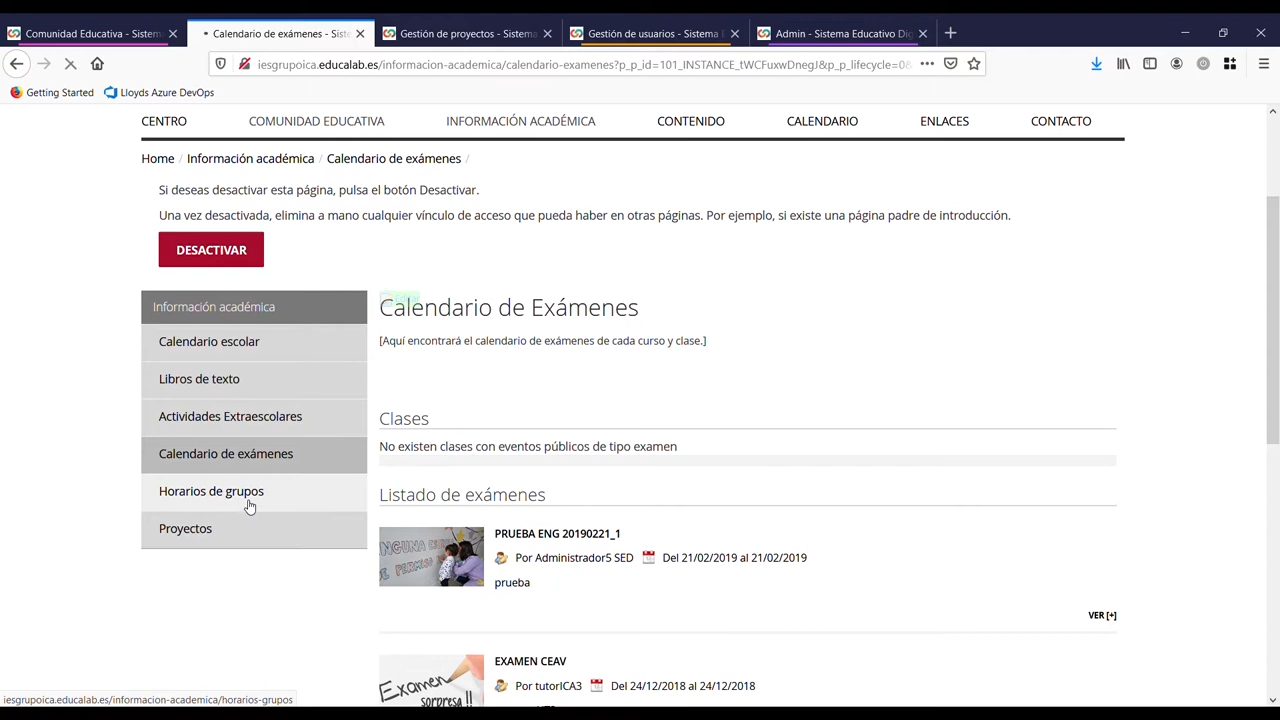 Comunidad Educativa - Sistema
Calendario de exámenes - Siste
Gestión de proyectos - Sistema
Gestión de usuarios - Sistema
Admin - Sistema Educativo Dig
iesgrupoica.educalab.es/informacion-academica/calendario-examenes?p_p_id=101_INSTANCE_tWCFuxwDnegJ&p_p_lifecycle=0&
Getting Started
Lloyds Azure DevOps
CENTRO
COMUNIDAD EDUCATIVA
INFORMACIÓN ACADÉMICA
CONTENIDO
CALENDARIO
ENLACES
CONTACTO
Home / Información académica / Calendario de exámenes /
Si deseas desactivar esta página, pulsa el botón Desactivar.
Una vez desactivada, elimina a mano cualquier vínculo de acceso que pueda haber en otras páginas. Por ejemplo, si existe una página padre de introducción.
DESACTIVAR
Información académica
Calendario escolar
Libros de texto
Actividades Extraescolares
Calendario de exámenes
Horarios de grupos
Proyectos
Calendario de Exámenes
[Aquí encontrará el calendario de exámenes de cada curso y clase.]
Clases
No existen clases con eventos públicos de tipo examen
Listado de exámenes
PRUEBA ENG 20190221_1
Por Administrador5 SED Del 21/02/2019 al 21/02/2019
prueba
VER [+]
EXAMEN CEAV
Examen
sorpresa!!
Por tutorICA3 Del 24/12/2018 al 24/12/2018
iesgrupoica.educalab.es/informacion-academica/horarios-grupos